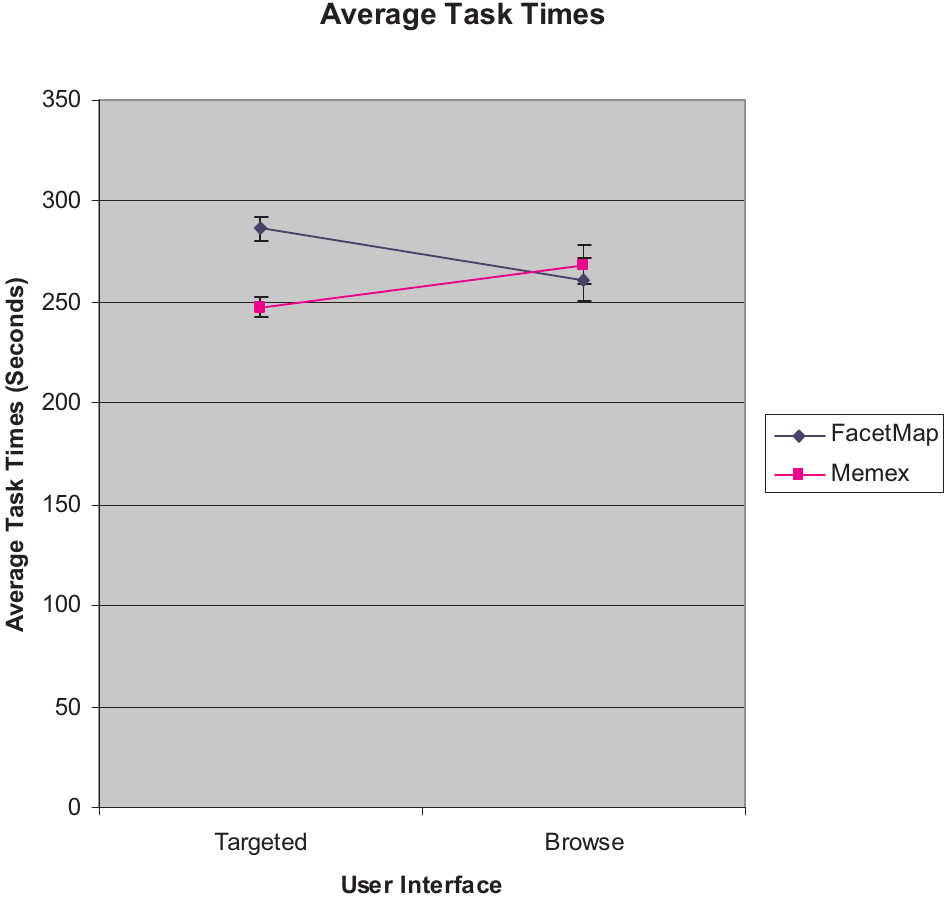 Average Task Times
350
300
250
200
150
100
50
0
Average Task Times (Seconds)
Targeted
Browse
User Interface
FacetMap
Memex